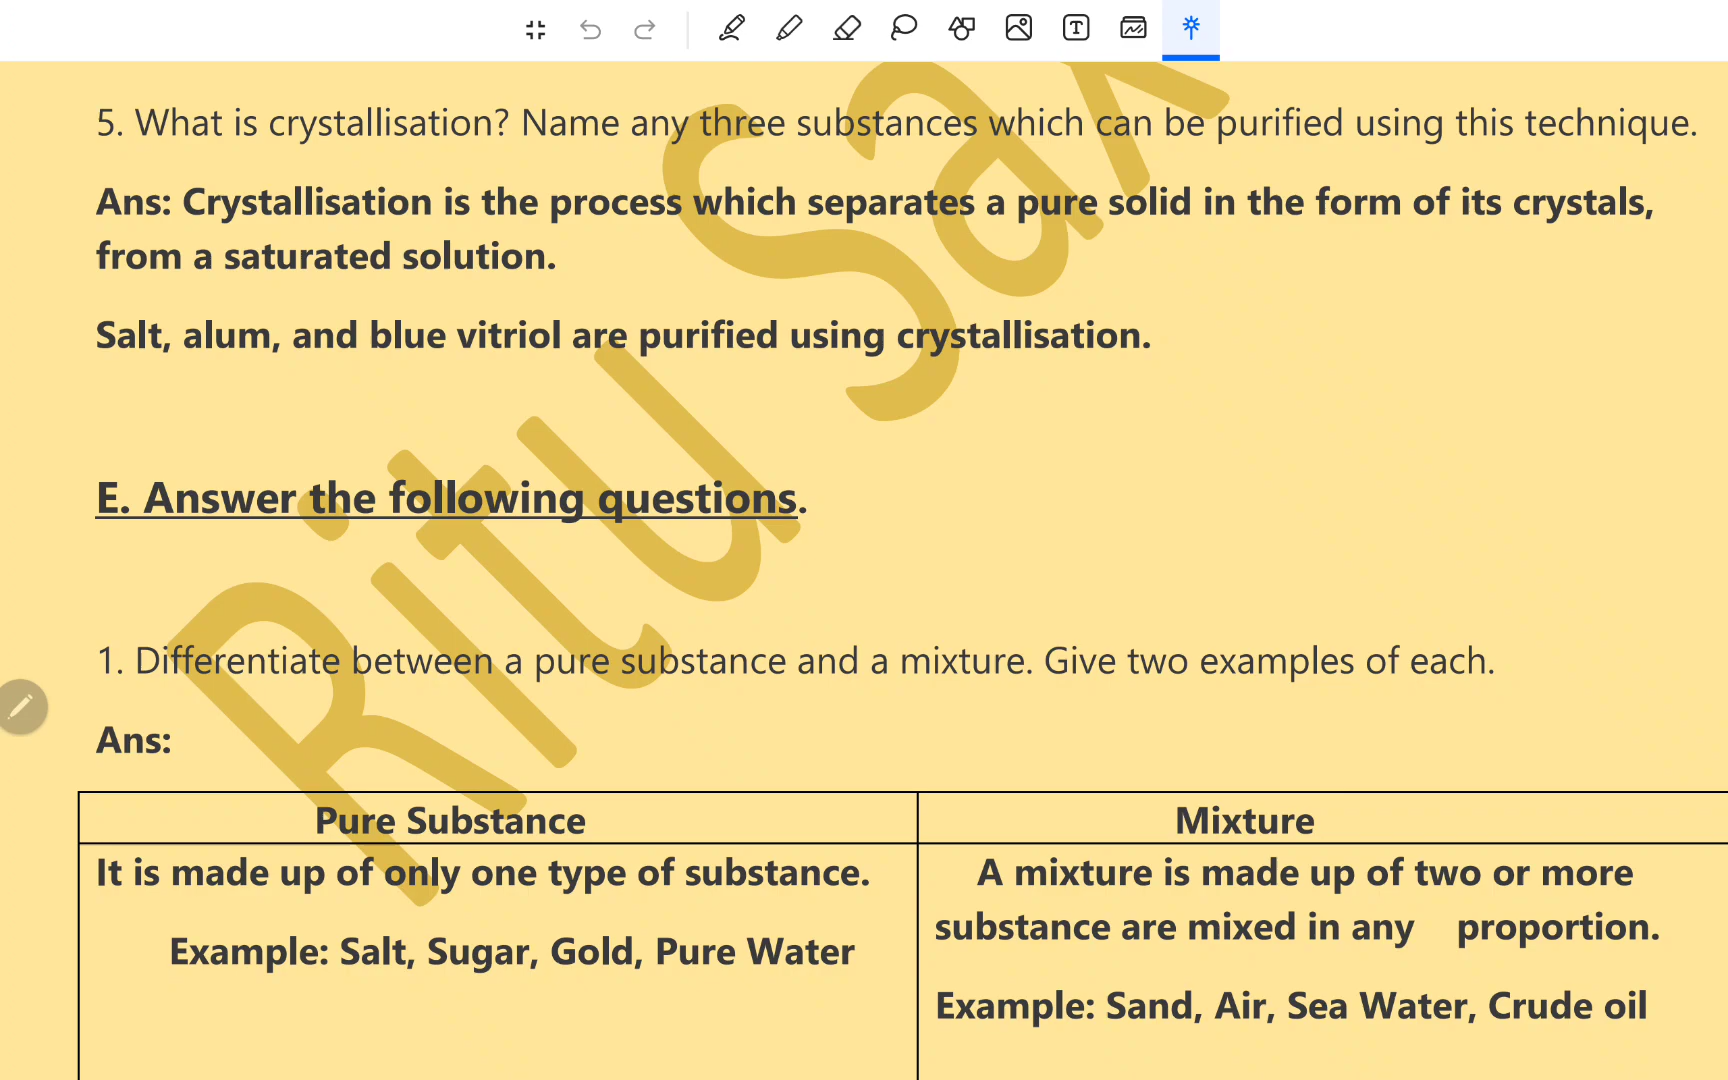 5. What is crystallisation? Name any three substances which can be purified using this technique.
Ans: Crystallisation is the process which separates a pure solid in the form of its crystals,
from a saturated solution.
Salt, alum, and blue vitriol are purified using crystallisation.
E. Answer the following questions.
1. Differentiate between a pure substance and a mixture. Give two examples of each.
Ans:
Pure Substance
It is made up of only one type of substance.
Example: Salt, Sugar, Gold, Pure Water
Mixture
A mixture is made up of two or more
substance are mixed in any proportion.
Example: Sand, Air, Sea Water, Crude oil
Ritu Sax